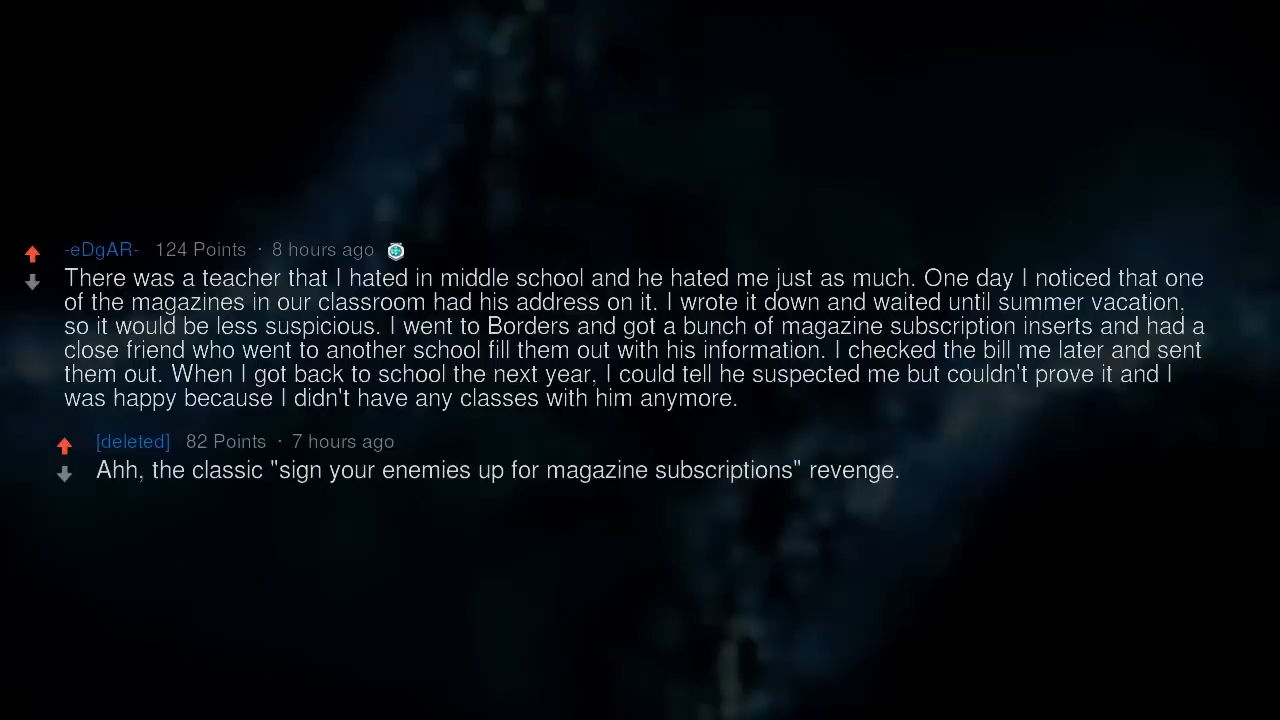 -eDgAR- 124 Points · 8 hours ago
There was a teacher that I hated in middle school and he hated me just as much. One day I noticed that one
of the magazines in our classroom had his address on it. I wrote it down and waited until summer vacation,
so it would be less suspicious. I went to Borders and got a bunch of magazine subscription inserts and had a
close friend who went to another school fill them out with his information. I checked the bill me later and sent
them out. When I got back to school the next year, I could tell he suspected me but couldn't prove it and I
was happy because I didn't have any classes with him anymore.
[deleted] 82 Points · 7 hours ago
Ahh, the classic "sign your enemies up for magazine subscriptions" revenge.